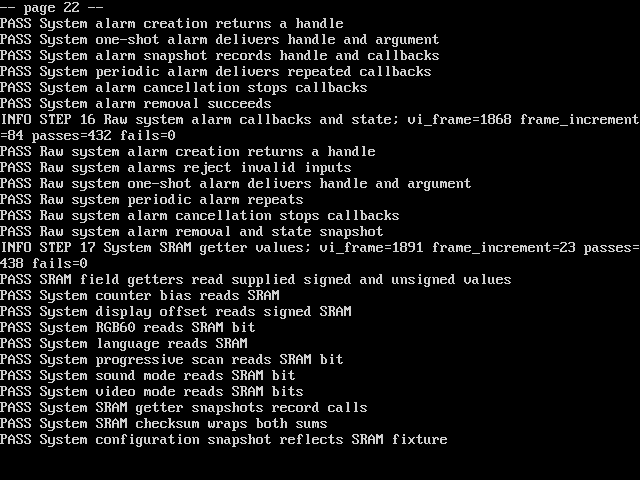 -- page 22 --
PASS System alarm creation returns a handle
PASS System one-shot alarm delivers handle and argument
PASS System alarm snapshot records handle and callbacks
PASS System periodic alarm delivers repeated callbacks
PASS System alarm cancellation stops callbacks
PASS System alarm removal succeeds
INFO STEP 16 Raw system alarm callbacks and state; vi_frame=1868 frame_increment
=84 passes=432 fails=0
PASS Raw system alarm creation returns a handle
PASS Raw system alarms reject invalid inputs
PASS Raw system one-shot alarm delivers handle and argument
PASS Raw system periodic alarm repeats
PASS Raw system alarm cancellation stops callbacks
PASS Raw system alarm removal and state snapshot
INFO STEP 17 System SRAM getter values; vi_frame=1891 frame_increment=23 passes=
438 fails=0
PASS SRAM field getters read supplied signed and unsigned values
PASS System counter bias reads SRAM
PASS System display offset reads signed SRAM
PASS System RGB60 reads SRAM bit
PASS System language reads SRAM
PASS System progressive scan reads SRAM bit
PASS System sound mode reads SRAM bit
PASS System video mode reads SRAM bits
PASS System SRAM getter snapshots record calls
PASS System SRAM checksum wraps both sums
PASS System configuration snapshot reflects SRAM fixture